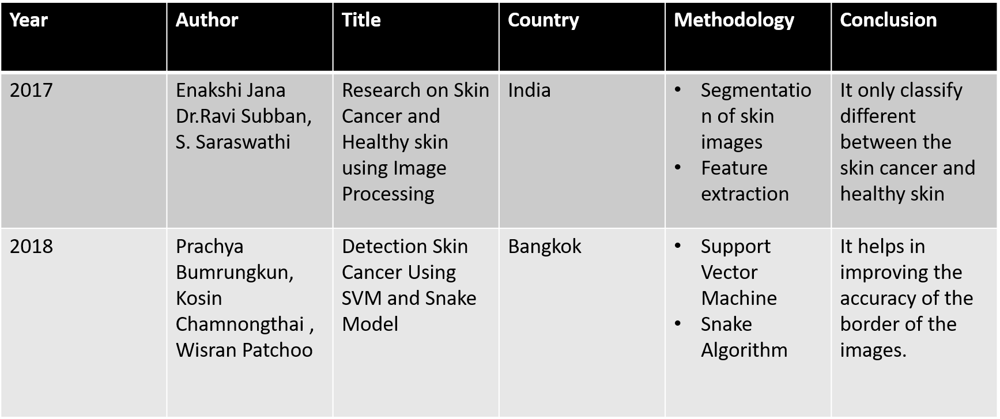 Year
Author
Title
Country
Methodology
Conclusion
2017
Enakshi Jana
Dr.Ravi Subban,
S. Saraswathi
Research on Skin
Cancer and
Healthy skin
using Image
Processing
India
• Segmentatio
n of skin
images
• Feature
extraction
It only classify
different
between the
skin cancer and
healthy skin
2018
Prachya
Bumrungkun,
Kosin
Chamnongthai ,
Wisran Patchoo
Detection Skin
Cancer Using
SVM and Snake
Model
Bangkok
• Support
Vector
Machine
• Snake
Algorithm
It helps in
improving the
accuracy of the
border of the
images.